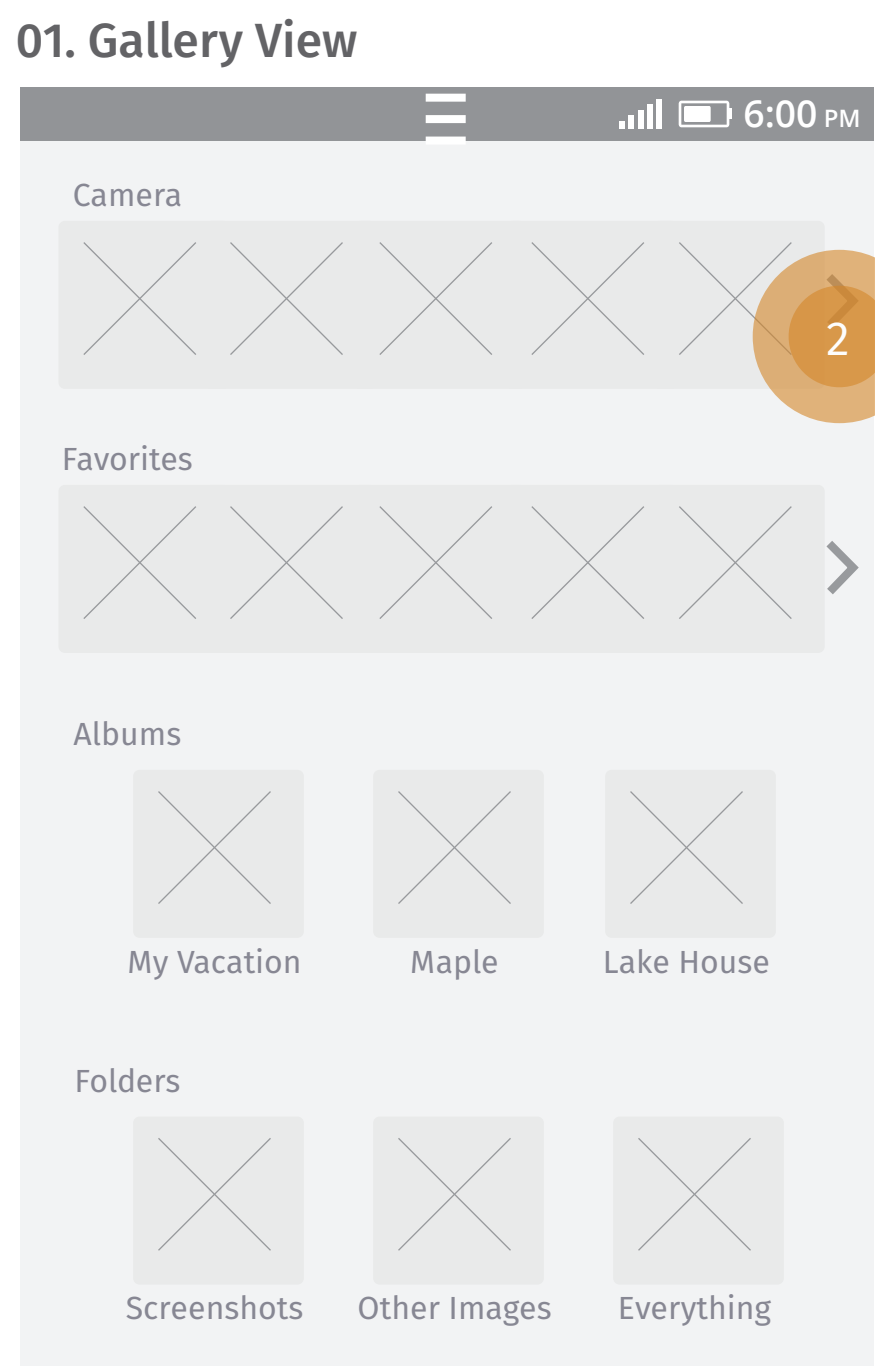 01. Gallery View
6:00 PM
Camera
2
Favorites
Albums
My Vacation Maple Lake House
Folders
Screenshots Other Images Everything